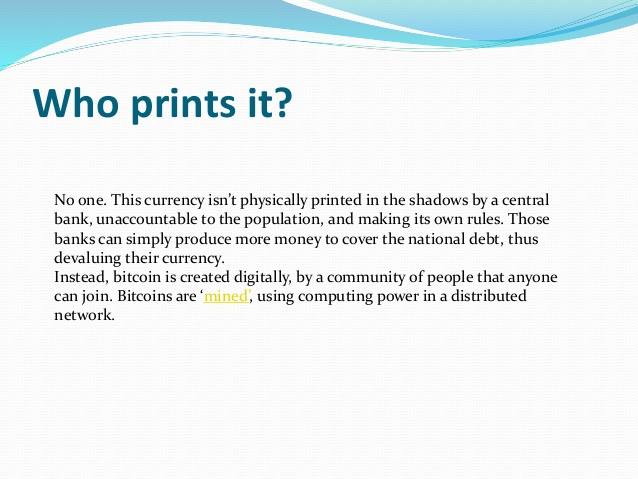 Who prints it?
No one. This currency isn’t physically printed in the shadows by a central
bank, unaccountable to the population, and making its own rules. Those
banks can simply produce more money to cover the national debt, thus
devaluing their currency.
Instead, bitcoin is created digitally, by a community of people that anyone
can join. Bitcoins are ‘mined’, using computing power in a distributed
network.